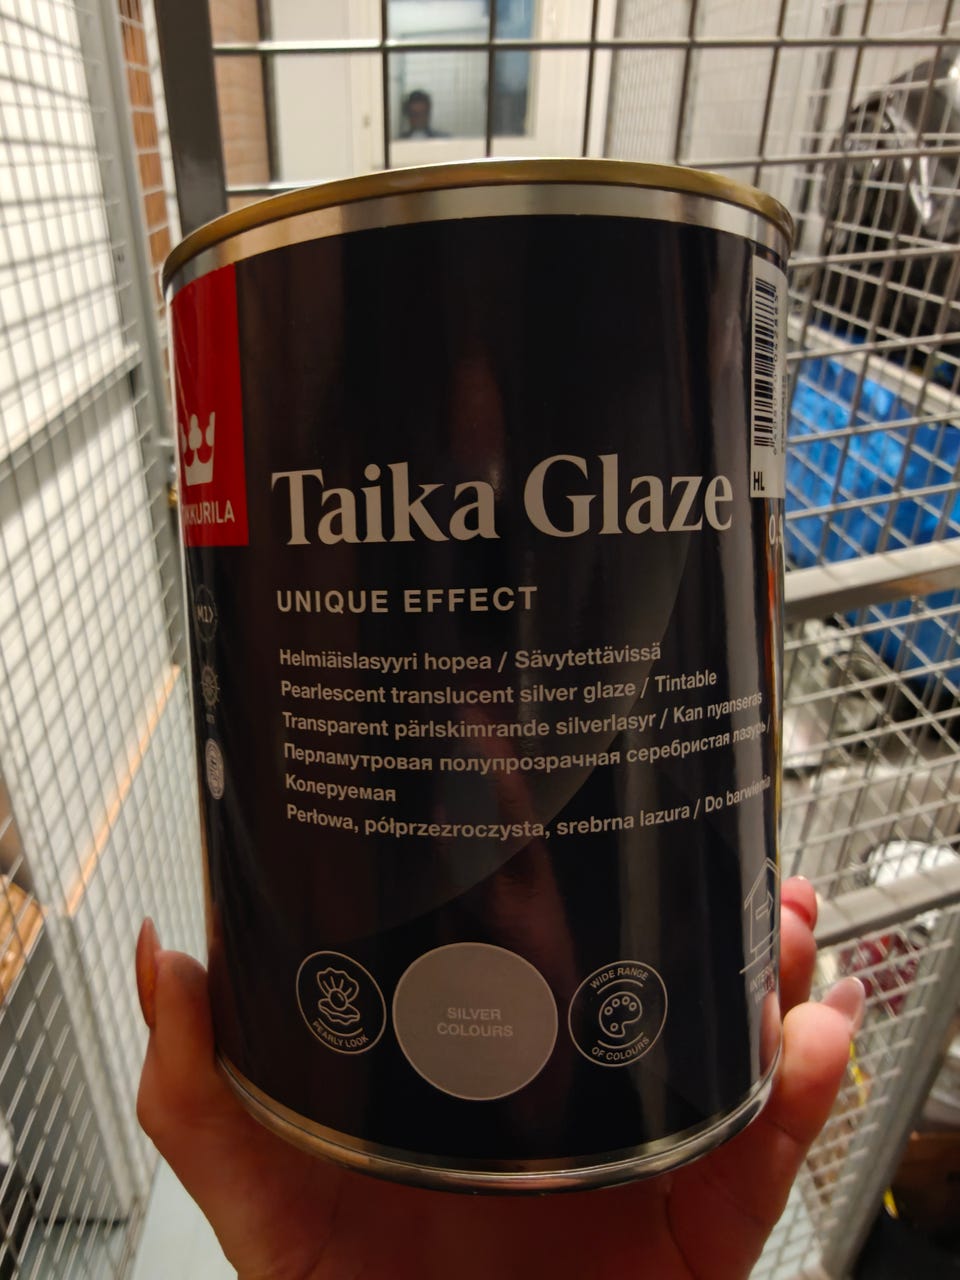 Taika Glaze
UNIQUE EFFECT
Helmiäislasyyri hopea / Sävytettävissä
Pearlescent translucent silver glaze / Tintable
Transparent pärlskimrande silverlasyr / Kan nyanseras
Перламутровая полупрозрачная серебристая лазурь/
Колеруемая
Perłowa, półprzezroczysta, srebrna lazura / Do barwienia
HL
M1
PEARLY LOOK
SILVER
COLOURS
WIDE RANGE
OF COLOURS